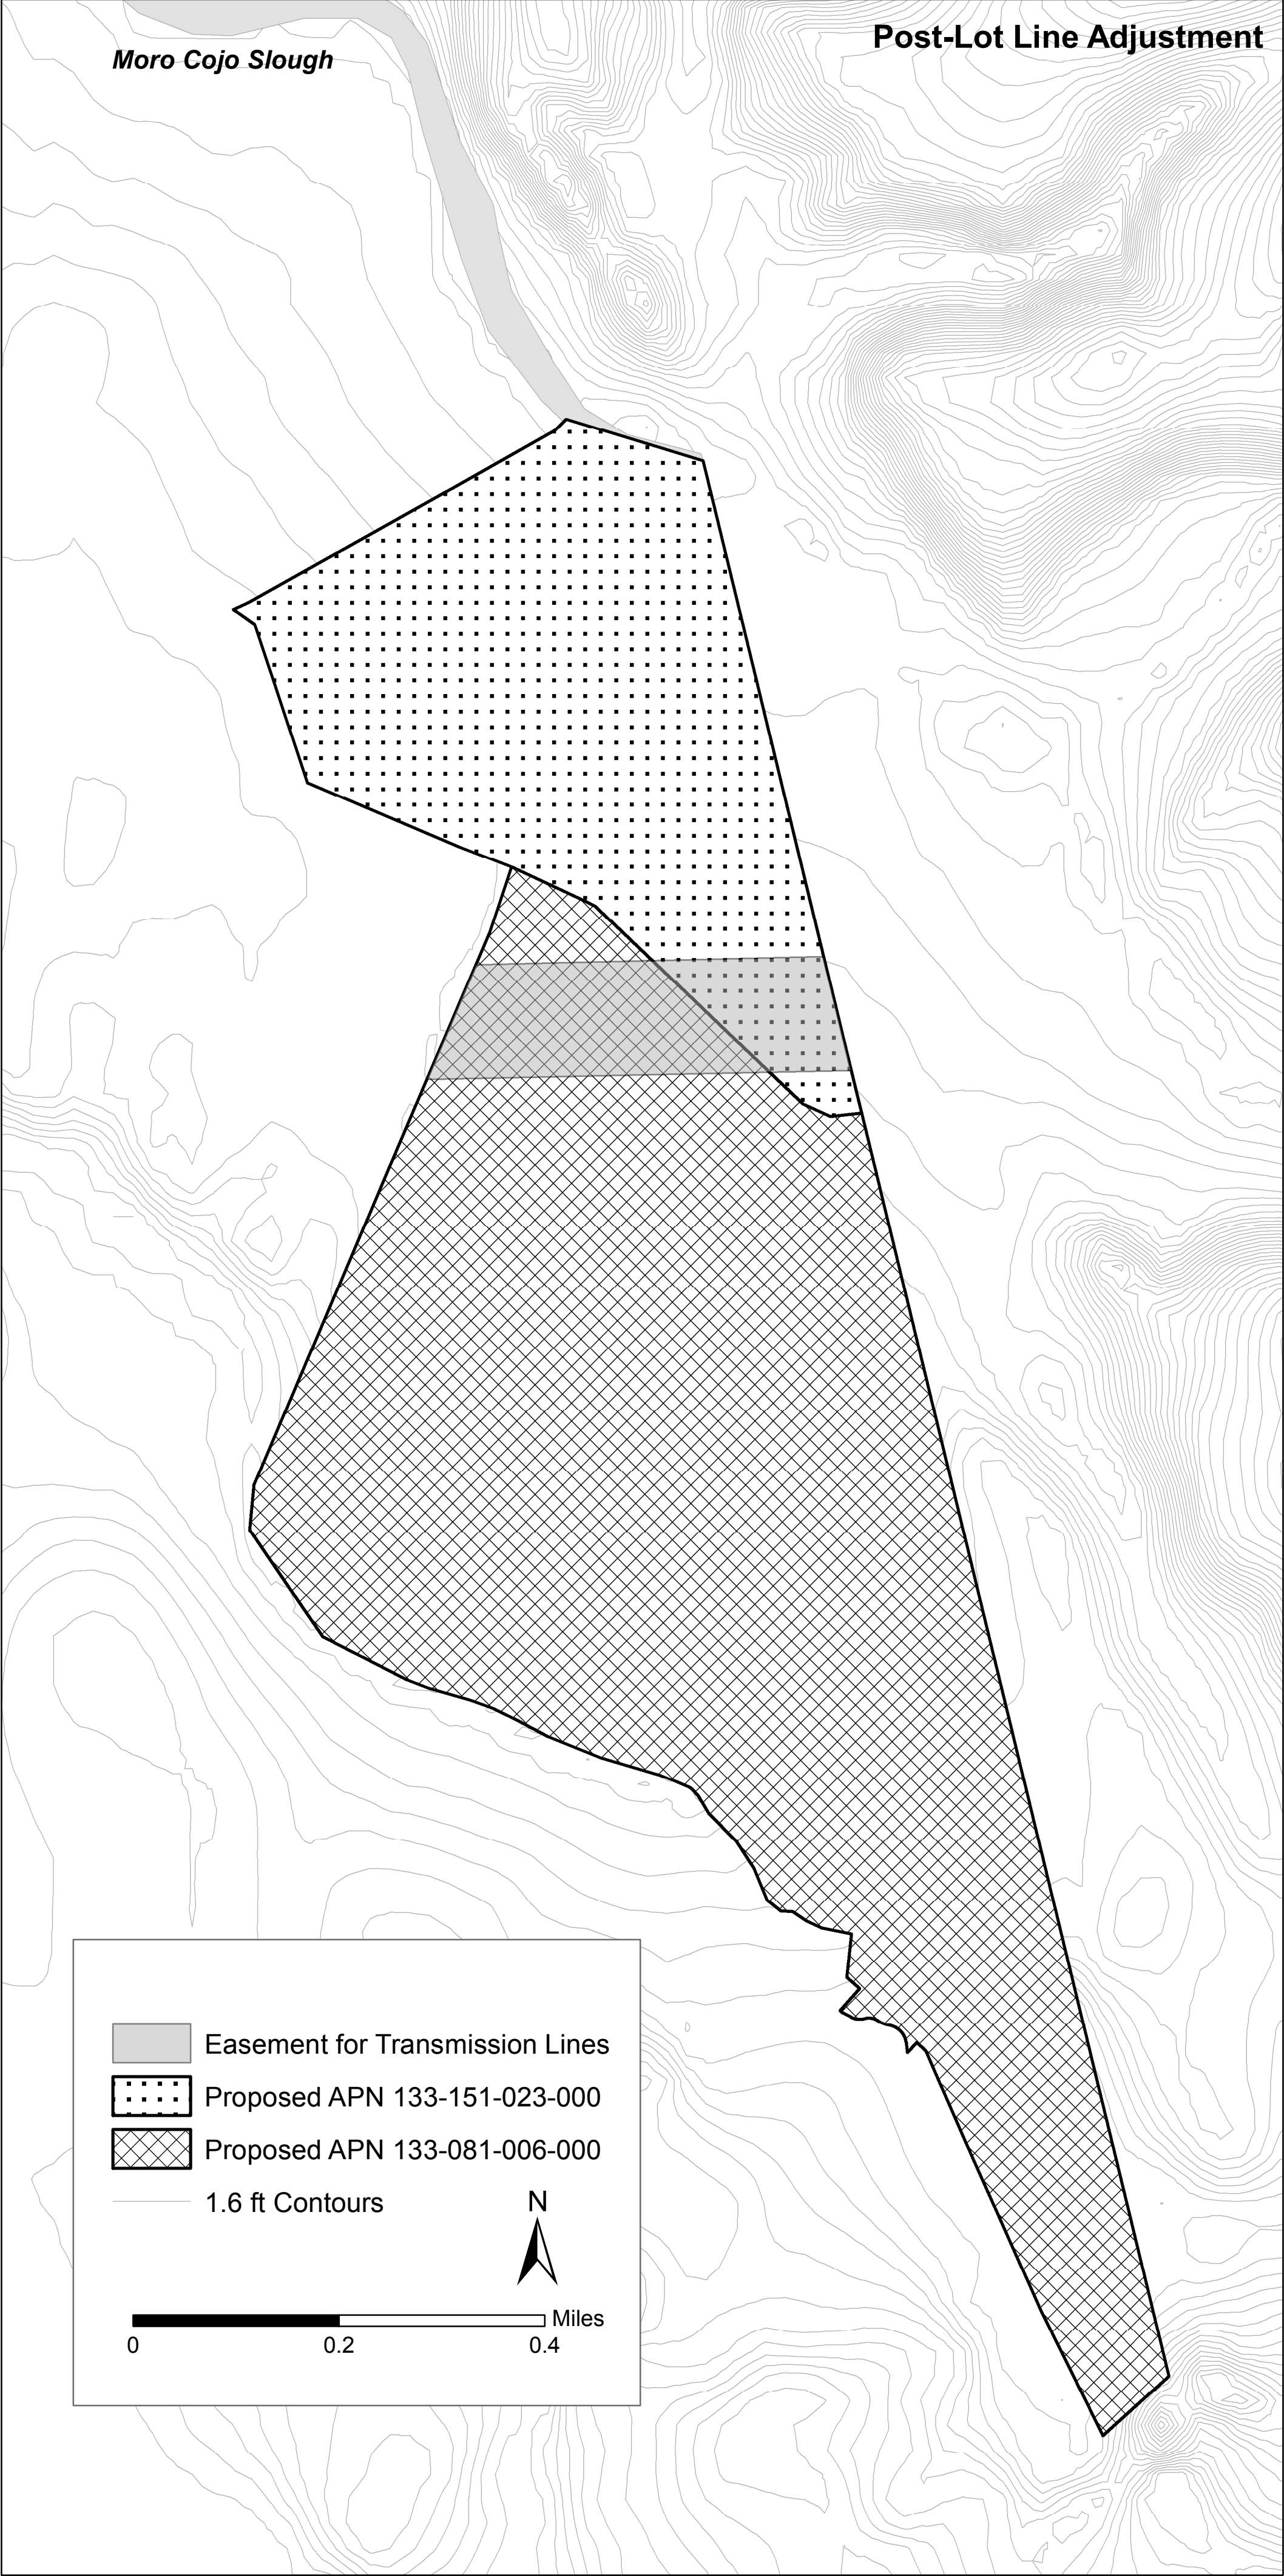 Post-Lot Line Adjustment
Moro Cojo Slough
Easement for Transmission Lines
Proposed APN 133-151-023-000
Proposed APN 133-081-006-000
1.6 ft Contours
N
Miles
0 0.2 0.4